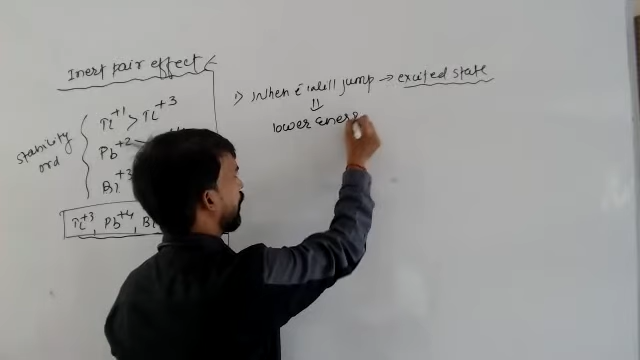 Inert pair effect
Tl+1 > Tl+3
Pb+2
Bi+3
stability
ord
Tl+3, Pb+4, Bi
1) When e- will jump → excited state
⇓
lower ener